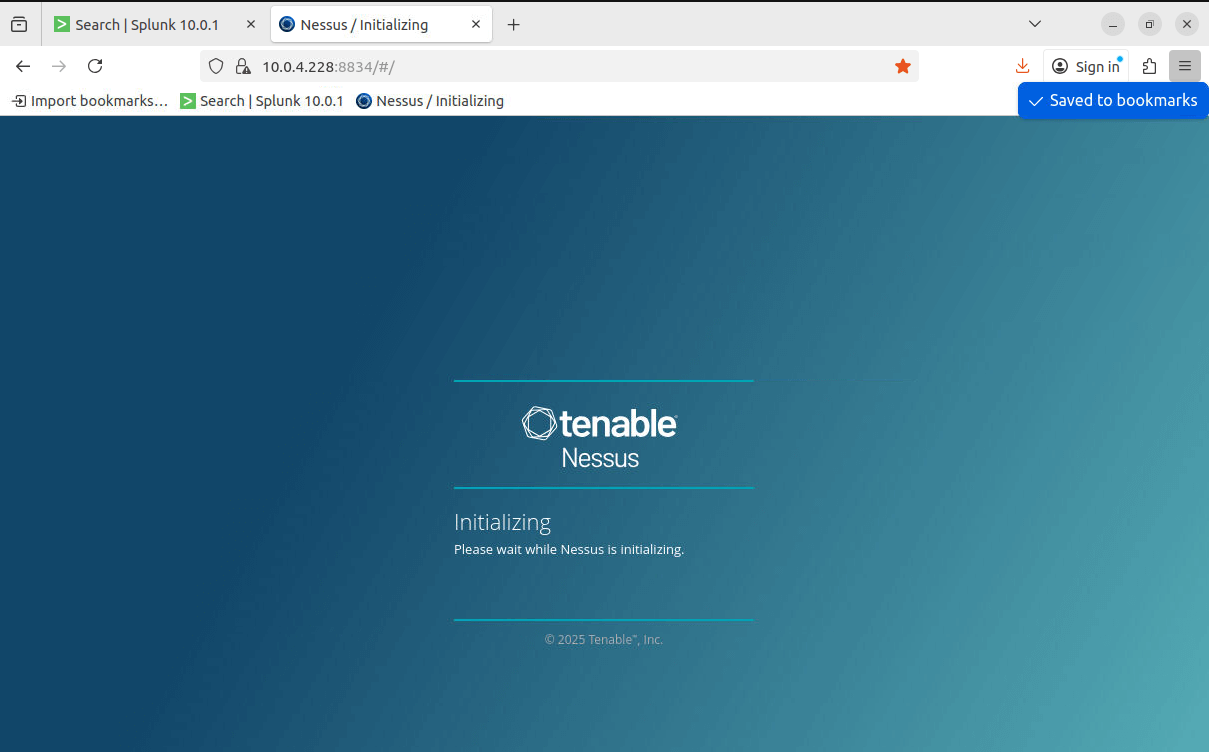 Search | Splunk 10.0.1
Nessus / Initializing
10.0.4.228:8834/#/
Sign in
Import bookmarks…
Search | Splunk 10.0.1
Nessus / Initializing
Saved to bookmarks
tenable
Nessus
Initializing
Please wait while Nessus is initializing.
© 2025 Tenable™, Inc.